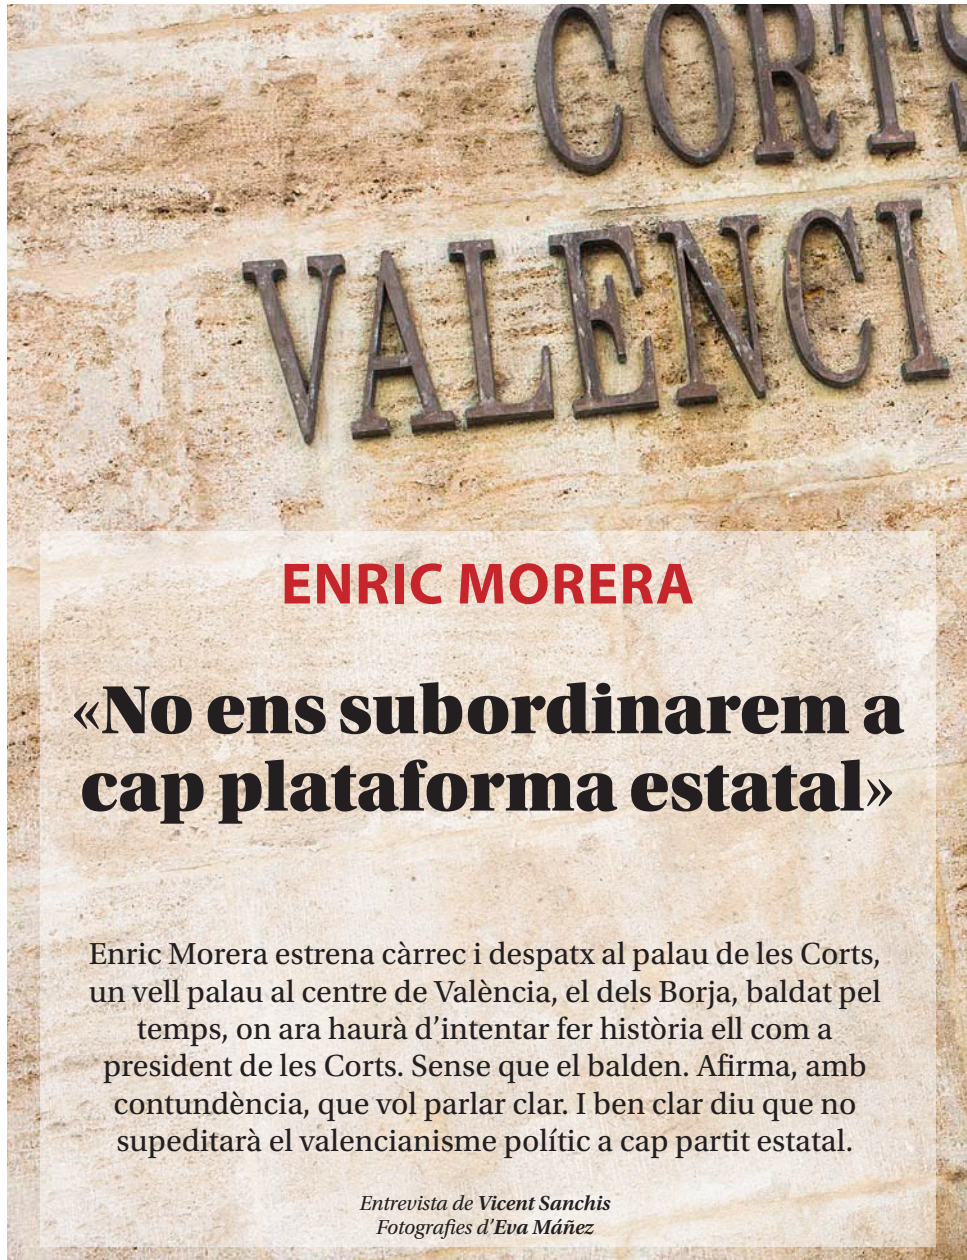 CORTS
VALENCI
ENRIC MORERA
«No ens subordinarem a
cap plataforma estatal»
Enric Morera estrena càrrec i despatx al palau de les Corts,
un vell palau al centre de València, el dels Borja, baldat pel
temps, on ara haurà d’intentar fer història ell com a
president de les Corts. Sense que el balden. Afirma, amb
contundència, que vol parlar clar. I ben clar diu que no
supeditarà el valencianisme polític a cap partit estatal.
Entrevista de Vicent Sanchis
Fotografies d’Eva Máñez